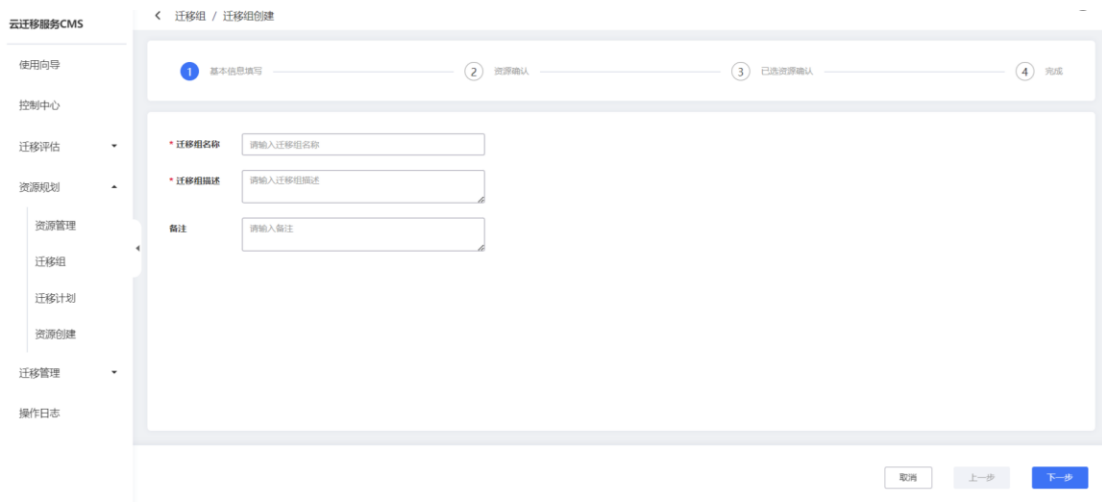 云迁移服务CMS
使用向导
控制中心
迁移评估
资源规划
资源管理
迁移组
迁移计划
资源创建
迁移管理
操作日志
迁移组 / 迁移组创建
1 基本信息填写
2 资源确认
3 已选资源确认
4 完成
* 迁移组名称 请输入迁移组名称
* 迁移组描述 请输入迁移组描述
备注 请输入备注
取消 上一步 下一步